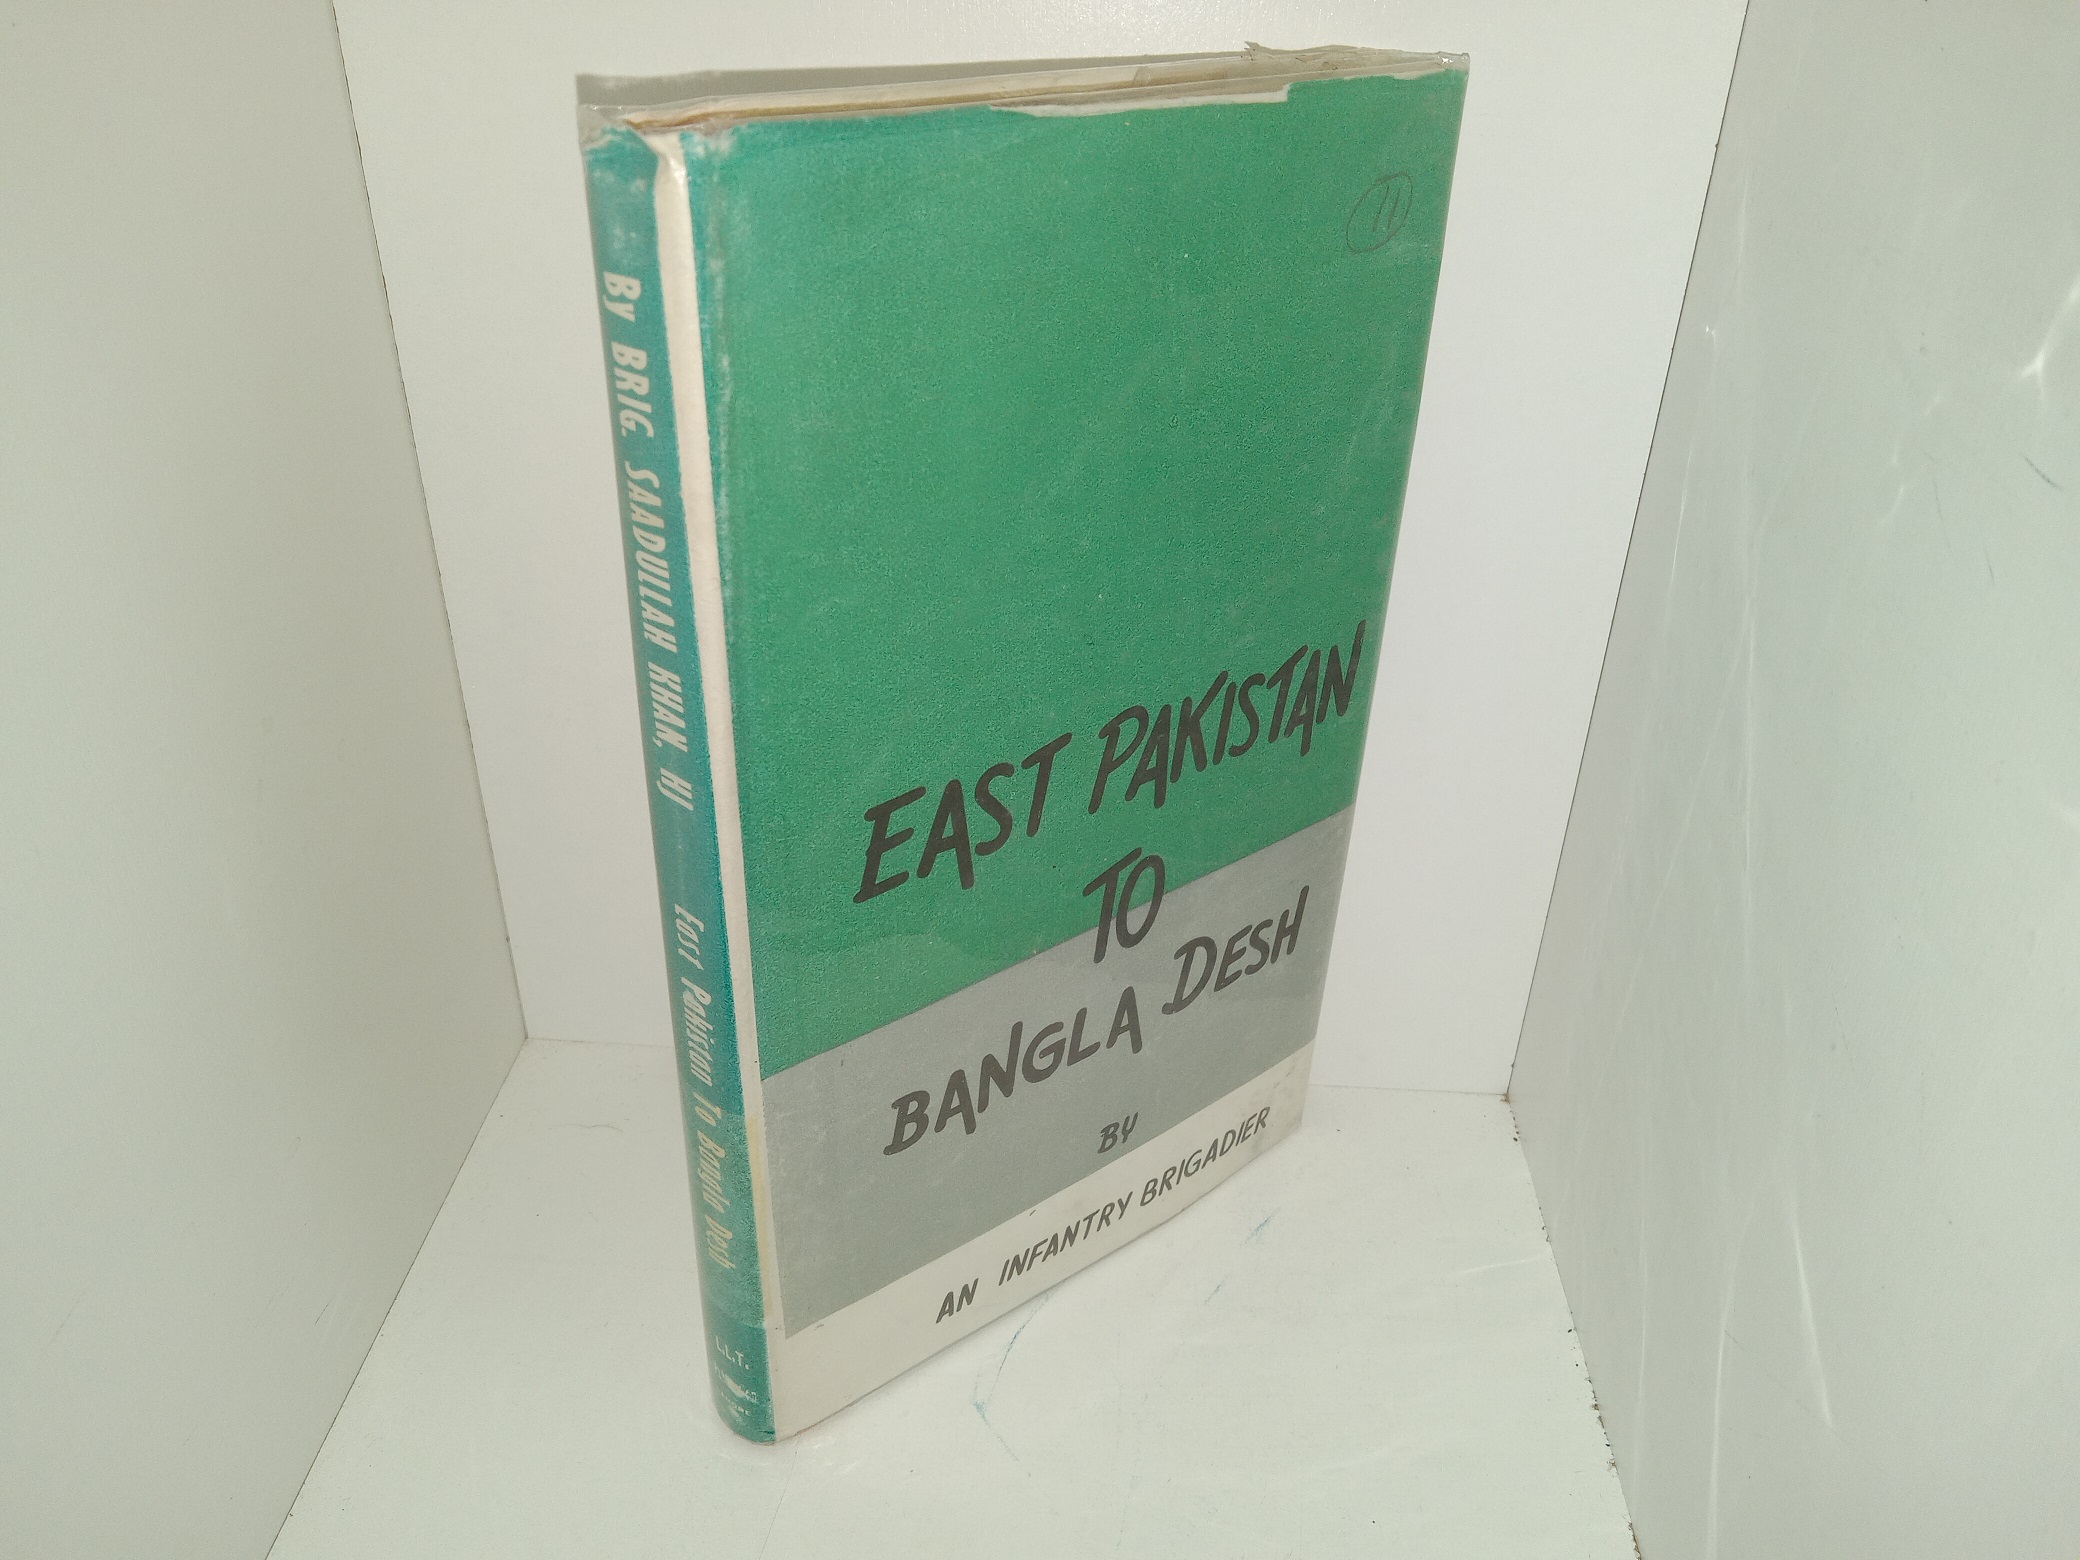 By BRIG. SAADULLAH KHAN, HJ East Pakistan To Bangla Desh
L.L.T.
11
EAST PAKISTAN
TO
BANGLA DESH
BY
AN INFANTRY BRIGADIER